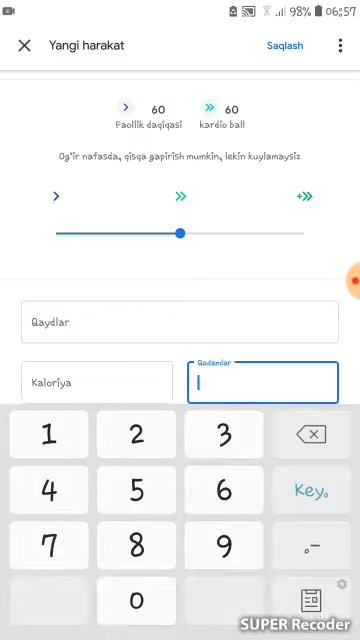 98% 06:57
Yangi harakat Saqlash
60 60
Faollik daqiqasi kardio ball
Og'ir nafasda, qisqa gapirish mumkin, lekin kuylamaysiz
Qaydlar
Qadamlar
Kaloriya
1 2 3
4 5 6 Key.
7 8 9 .-
0
SUPER Recoder